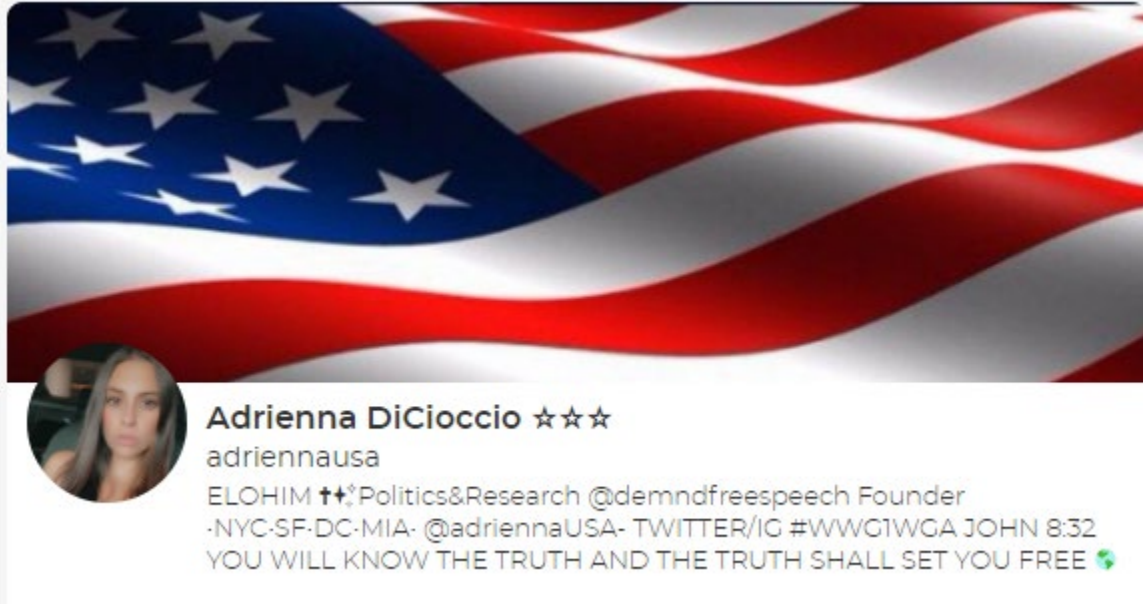 Adrienna DiCioccio ☆☆☆
adriennausa
ELOHIM ✝✨Politics&Research @demndfreespeech Founder
·NYC·SF·DC·MIA· @adriennaUSA- TWITTER/IG #WWG1WGA JOHN 8:32
YOU WILL KNOW THE TRUTH AND THE TRUTH SHALL SET YOU FREE 🌎